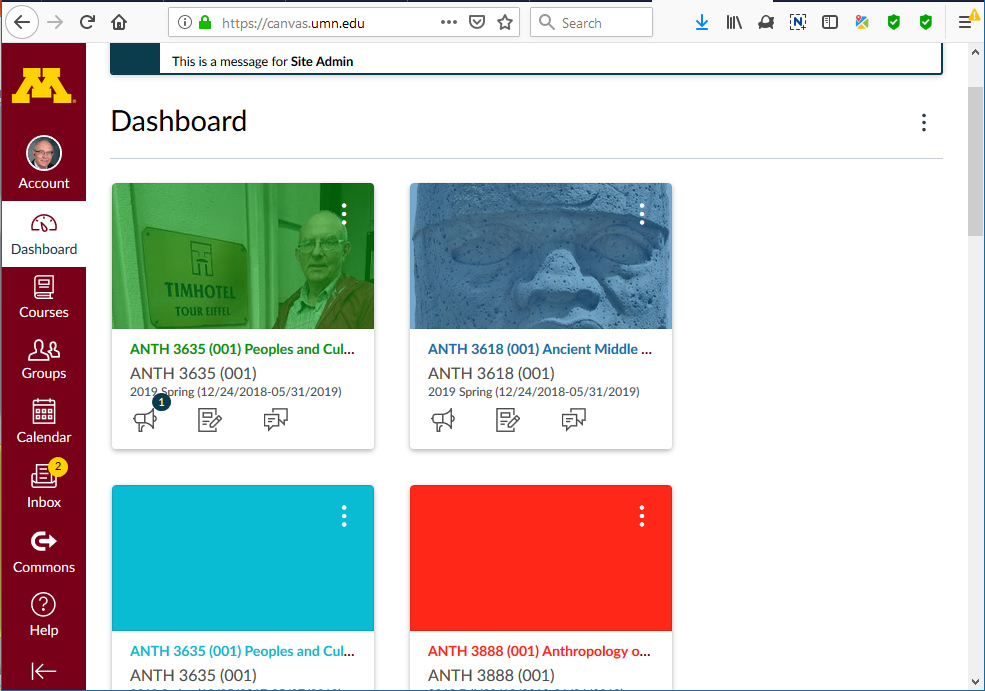 https://canvas.umn.edu
Search
This is a message for Site Admin
M
Account
Dashboard
Courses
Groups
Calendar
2
Inbox
Commons
Help
Dashboard
TIMHOTEL
TOUR EIFFEL
ANTH 3635 (001) Peoples and Cul...
ANTH 3635 (001)
2019 Spring (12/24/2018-05/31/2019)
1
ANTH 3618 (001) Ancient Middle ...
ANTH 3618 (001)
2019 Spring (12/24/2018-05/31/2019)
ANTH 3635 (001) Peoples and Cul...
ANTH 3635 (001)
ANTH 3888 (001) Anthropology o...
ANTH 3888 (001)